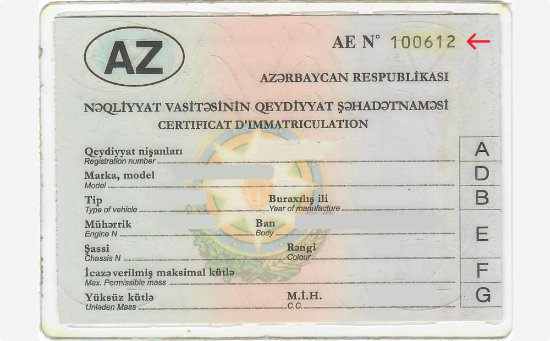 AZ
AE N° 100612
AZƏRBAYCAN RESPUBLİKASI
NƏQLİYYAT VASİTƏSİNİN QEYDİYYAT ŞƏHADƏTNAMƏSİ
CERTIFICAT D'IMMATRICULATION
Qeydiyyat nişanları A
Registration number
Marka, model D
Model
Tip Buraxılış ili B
Type of vehicle Year of manufacture
Mühərrik Ban E
Engine N Body
Şassi Rəngi
Chassis N Colour
İcazə verilmiş maksimal kütlə F
Max. Permissible mass
Yüksüz kütlə M.İ.H. G
Unladen Mass C.C.